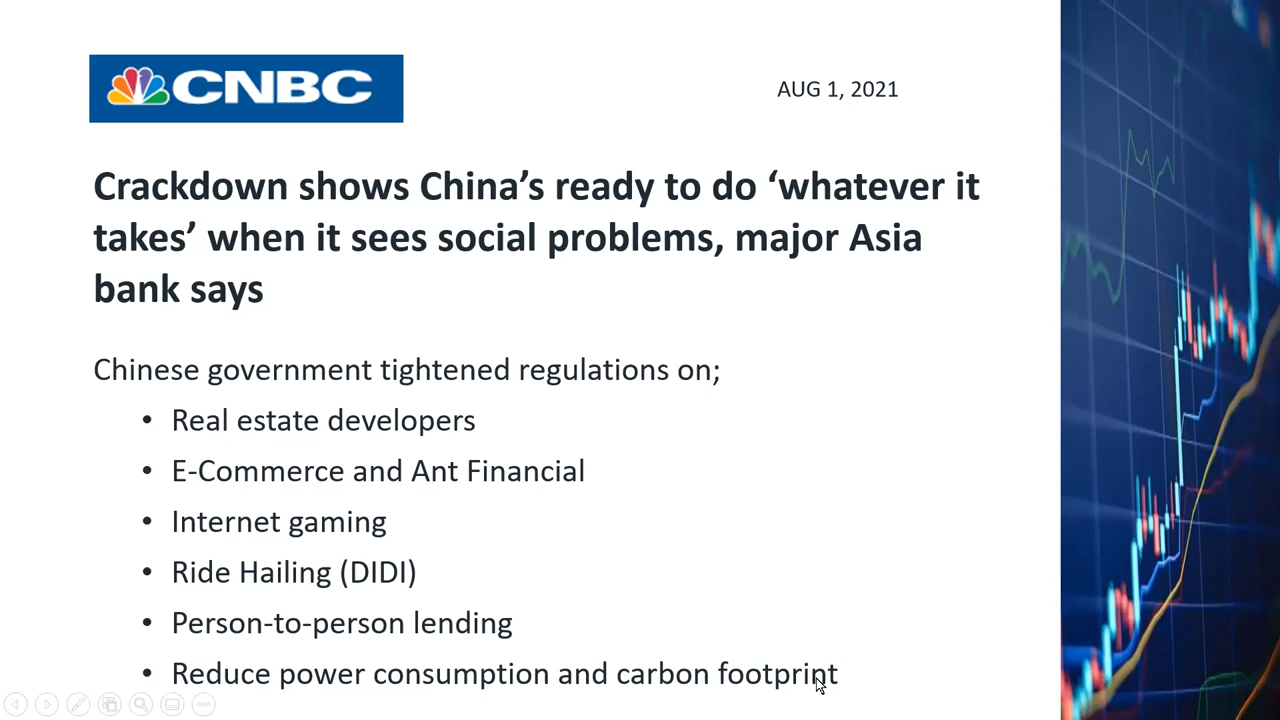 CNBC
AUG 1, 2021
Crackdown shows China’s ready to do ‘whatever it
takes’ when it sees social problems, major Asia
bank says
Chinese government tightened regulations on;
• Real estate developers
• E-Commerce and Ant Financial
• Internet gaming
• Ride Hailing (DIDI)
• Person-to-person lending
• Reduce power consumption and carbon footprint